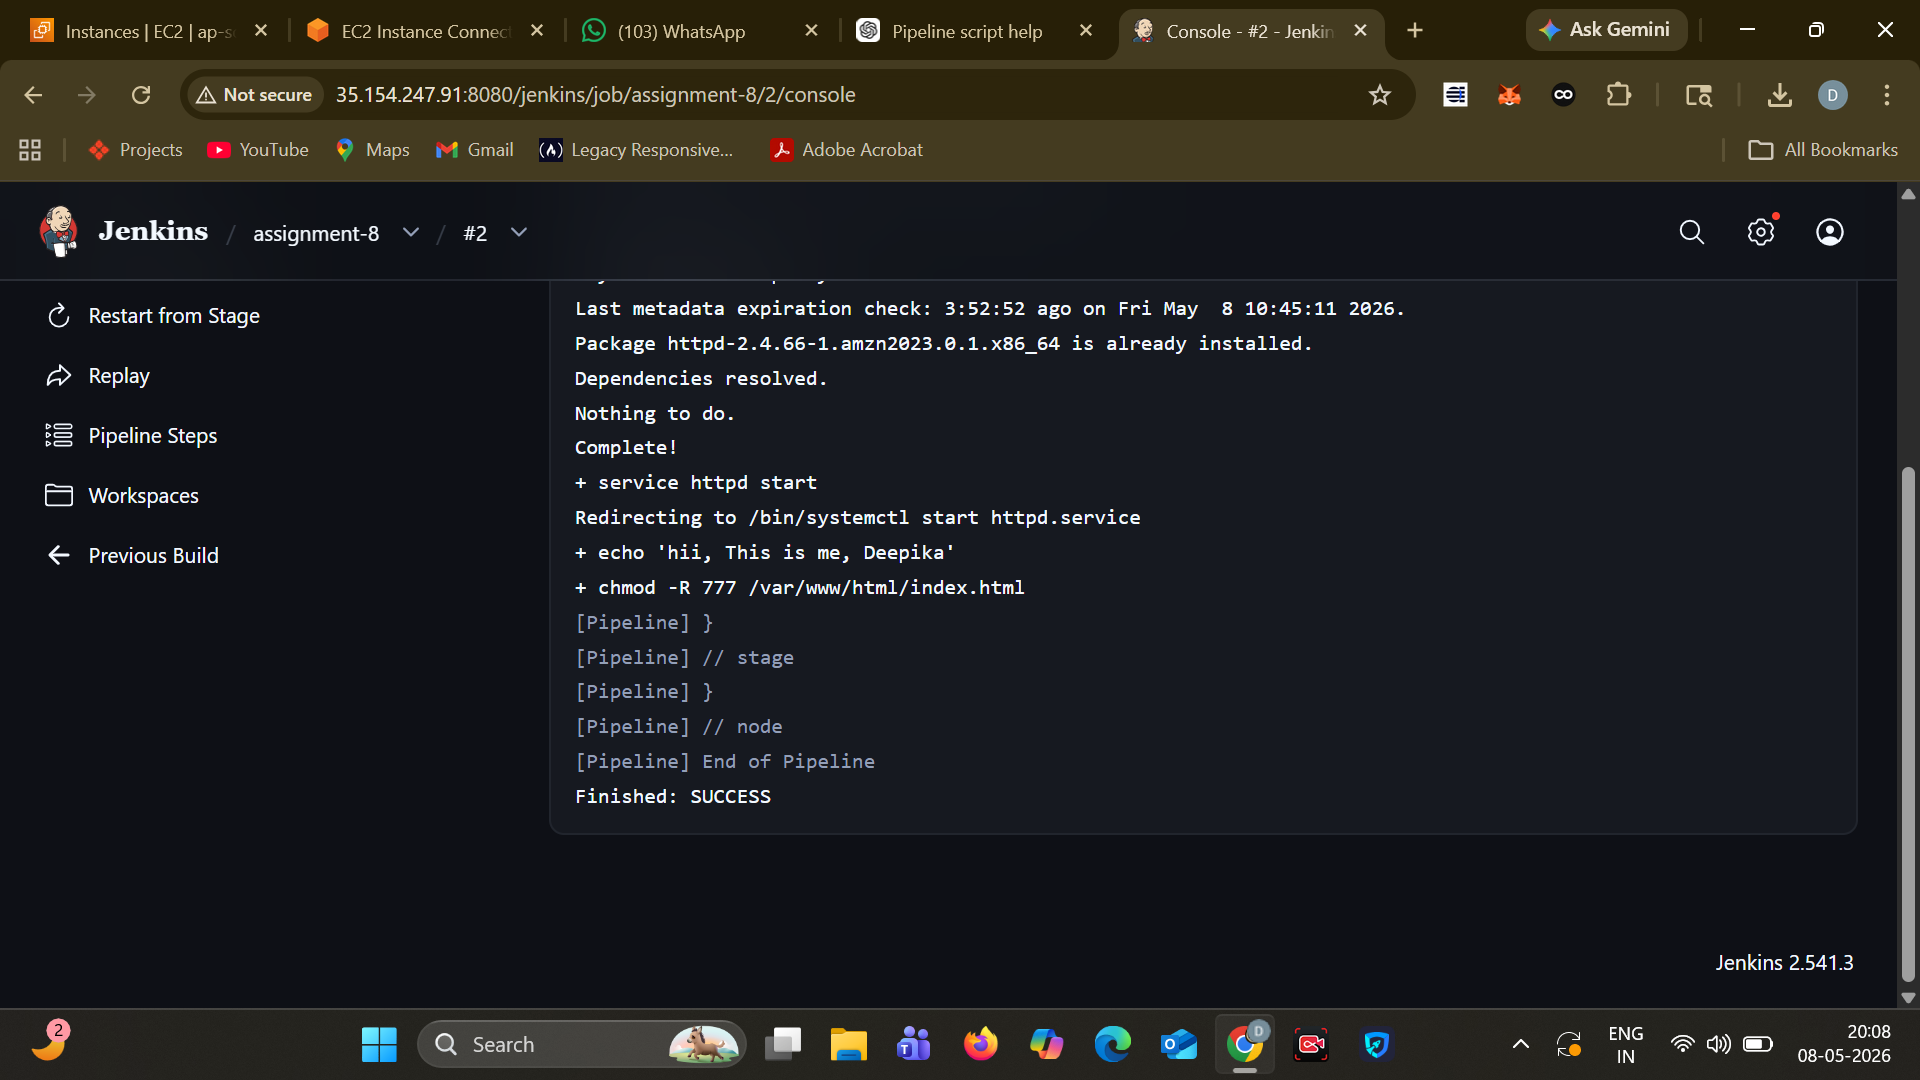 Instances | EC2 | ap-s
EC2 Instance Connect
(103) WhatsApp
Pipeline script help
Console - #2 - Jenkin
Ask Gemini
Not secure
35.154.247.91:8080/jenkins/job/assignment-8/2/console
D
Projects
YouTube
Maps
Gmail
Legacy Responsive...
Adobe Acrobat
All Bookmarks
Jenkins / assignment-8 / #2
Restart from Stage
Replay
Pipeline Steps
Workspaces
Previous Build
Last metadata expiration check: 3:52:52 ago on Fri May  8 10:45:11 2026.
Package httpd-2.4.66-1.amzn2023.0.1.x86_64 is already installed.
Dependencies resolved.
Nothing to do.
Complete!
+ service httpd start
Redirecting to /bin/systemctl start httpd.service
+ echo 'hii, This is me, Deepika'
+ chmod -R 777 /var/www/html/index.html
[Pipeline] }
[Pipeline] // stage
[Pipeline] }
[Pipeline] // node
[Pipeline] End of Pipeline
Finished: SUCCESS
Jenkins 2.541.3
2
Search
D
ENG
IN
20:08
08-05-2026